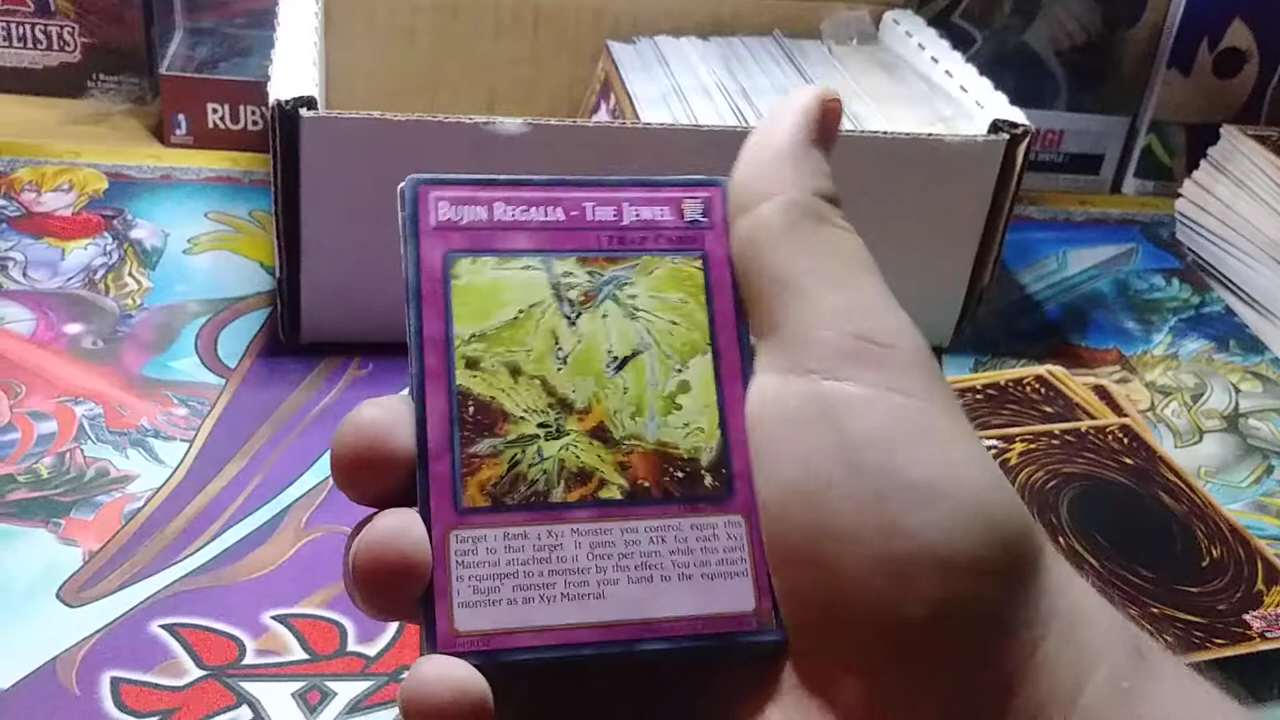 ELISTS
RUBY
Bujin Regalia - The Jewel
Trap Card
Target 1 Rank 4 Xyz Monster you control; equip this
card to that target. It gains 300 ATK for each Xyz
Material attached to it. Once per turn, while this card
is equipped to a monster by this effect: You can attach
1 "Bujin" monster from your hand to the equipped
monster as an Xyz Material.